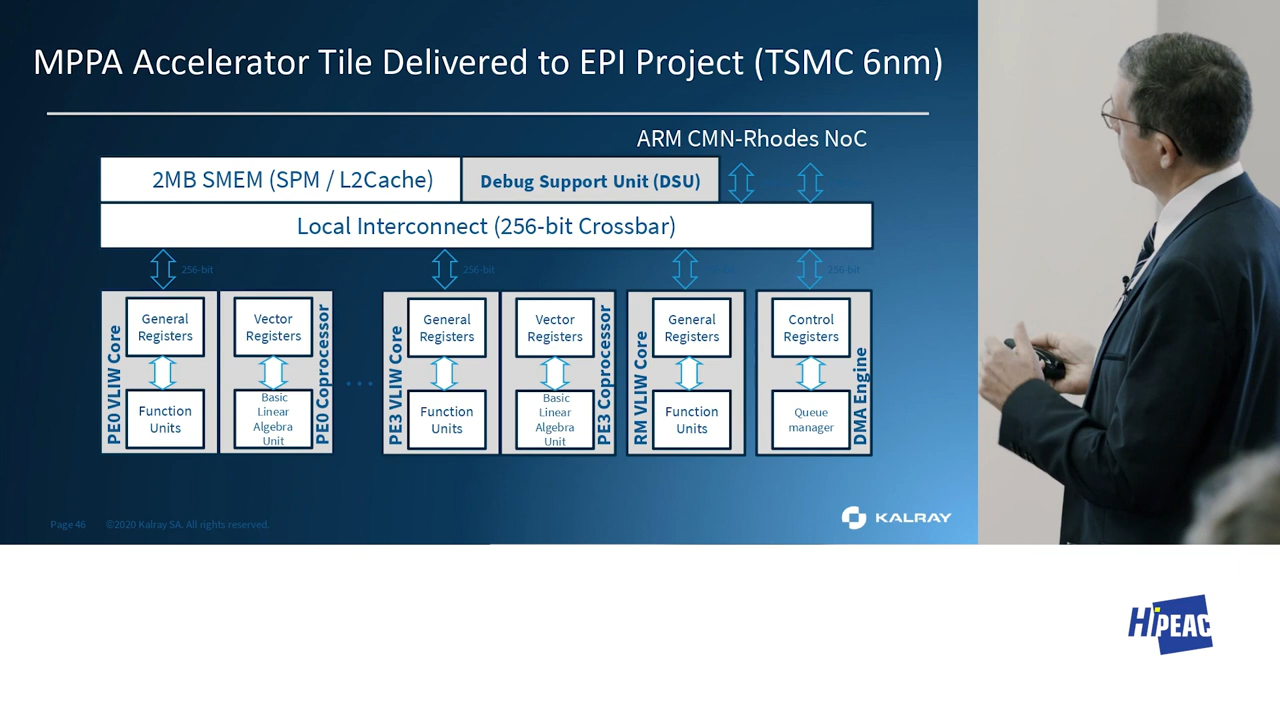 MPPA Accelerator Tile Delivered to EPI Project (TSMC 6nm)
ARM CMN-Rhodes NoC
2MB SMEM (SPM / L2Cache)
Debug Support Unit (DSU)
Local Interconnect (256-bit Crossbar)
256-bit
256-bit
256-bit
PE0 VLIW Core
General
Registers
Function
Units
Vector
Registers
Basic
Linear
Algebra
Unit
PE0 Coprocessor
...
PE3 VLIW Core
General
Registers
Function
Units
Vector
Registers
Basic
Linear
Algebra
Unit
PE3 Coprocessor
RM VLIW Core
General
Registers
Function
Units
Control
Registers
Queue
manager
DMA Engine
Page 46
©2020 Kalray SA. All rights reserved.
KALRAY
HiPEAC